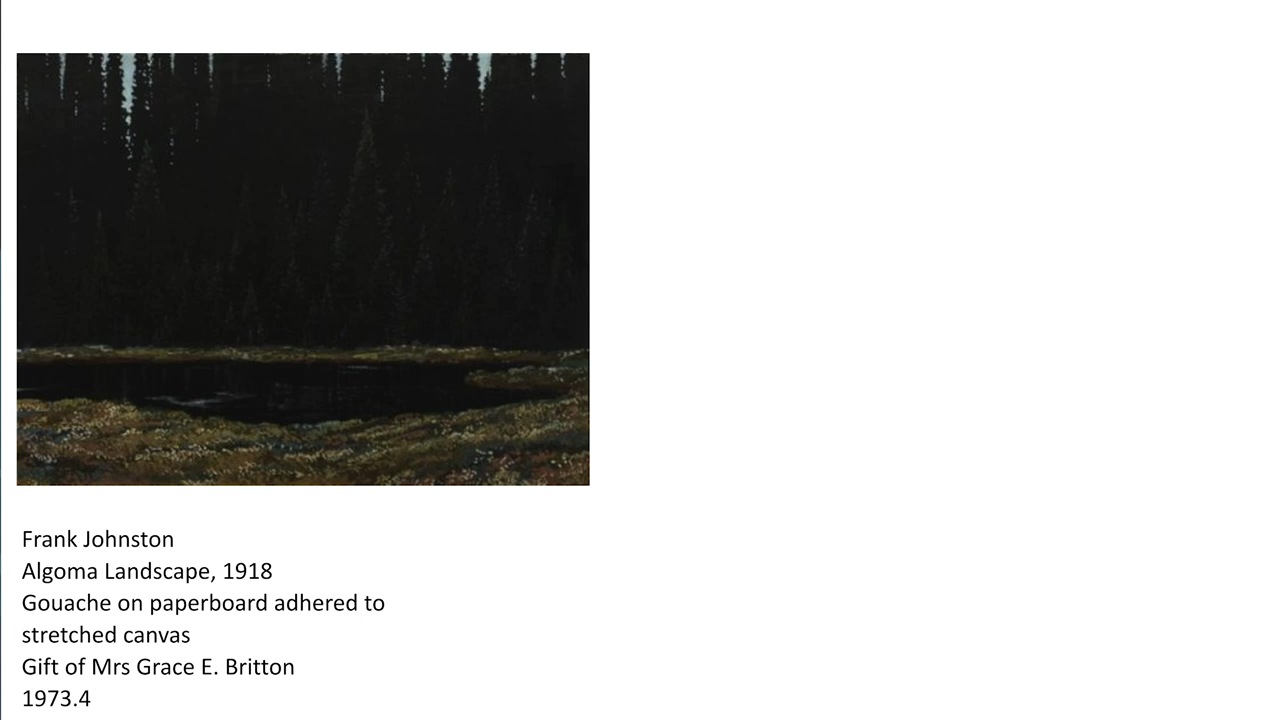 Frank Johnston
Algoma Landscape, 1918
Gouache on paperboard adhered to
stretched canvas
Gift of Mrs Grace E. Britton
1973.4